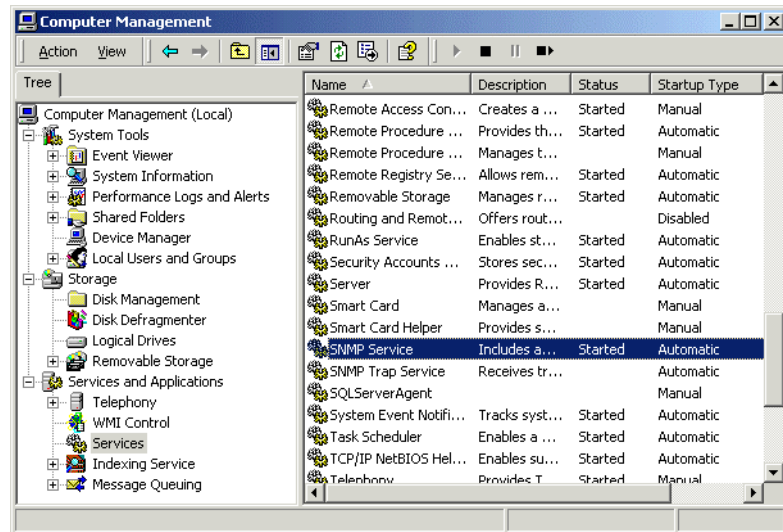 Computer Management
Action View
Tree
Computer Management (Local)
System Tools
Event Viewer
System Information
Performance Logs and Alerts
Shared Folders
Device Manager
Local Users and Groups
Storage
Disk Management
Disk Defragmenter
Logical Drives
Removable Storage
Services and Applications
Telephony
WMI Control
Services
Indexing Service
Message Queuing
Name Description Status Startup Type
Remote Access Con... Creates a ... Started Manual
Remote Procedure ... Provides th... Started Automatic
Remote Procedure ... Manages t... Manual
Remote Registry Se... Allows rem... Started Automatic
Removable Storage Manages r... Started Automatic
Routing and Remot... Offers rout... Disabled
RunAs Service Enables st... Started Automatic
Security Accounts ... Stores sec... Started Automatic
Server Provides R... Started Automatic
Smart Card Manages a... Manual
Smart Card Helper Provides s... Manual
SNMP Service Includes a... Started Automatic
SNMP Trap Service Receives tr... Automatic
SQLServerAgent Manual
System Event Notifi... Tracks syst... Started Automatic
Task Scheduler Enables a ... Started Automatic
TCP/IP NetBIOS Hel... Enables su... Started Automatic
Telephony Provides T... Started Manual